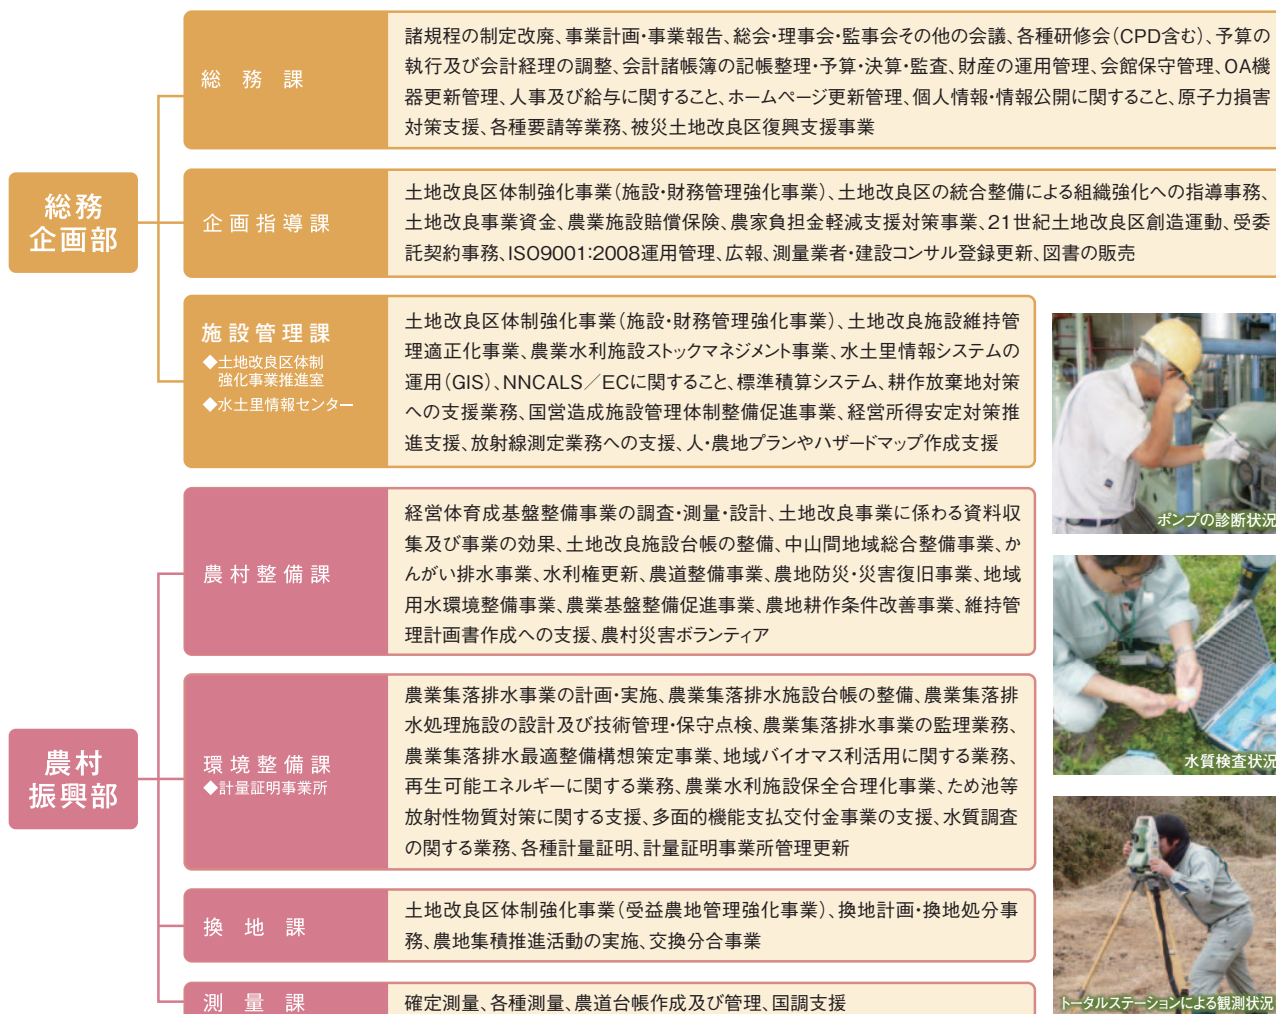 総務
企画部
総務課
諸規程の制定改廃、事業計画・事業報告、総会・理事会・監事会その他の会議、各種研修会(CPD含む)、予算の
執行及び会計経理の調整、会計諸帳簿の記帳整理・予算・決算・監査、財産の運用管理、会館保守管理、OA機
器更新管理、人事及び給与に関すること、ホームページ更新管理、個人情報・情報公開に関すること、原子力損害
対策支援、各種要請等業務、被災土地改良区復興支援事業
企画指導課
土地改良区体制強化事業(施設・財務管理強化事業)、土地改良区の統合整備による組織強化への指導事務、
土地改良事業資金、農業施設賠償保険、農家負担金軽減支援対策事業、21世紀土地改良区創造運動、受委
託契約事務、ISO9001:2008運用管理、広報、測量業者・建設コンサル登録更新、図書の販売
施設管理課
◆土地改良区体制
強化事業推進室
◆水土里情報センター
土地改良区体制強化事業(施設・財務管理強化事業)、土地改良施設維持管
理適正化事業、農業水利施設ストックマネジメント事業、水土里情報システムの
運用(GIS)、NNCALS／ECに関すること、標準積算システム、耕作放棄地対策
への支援業務、国営造成施設管理体制整備促進事業、経営所得安定対策推
進支援、放射線測定業務への支援、人・農地プランやハザードマップ作成支援
農村
振興部
農村整備課
経営体育成基盤整備事業の調査・測量・設計、土地改良事業に係わる資料収
集及び事業の効果、土地改良施設台帳の整備、中山間地域総合整備事業、か
んがい排水事業、水利権更新、農道整備事業、農地防災・災害復旧事業、地域
用水環境整備事業、農業基盤整備促進事業、農地耕作条件改善事業、維持管
理計画書作成への支援、農村災害ボランティア
環境整備課
◆計量証明事業所
農業集落排水事業の計画・実施、農業集落排水施設台帳の整備、農業集落排
水処理施設の設計及び技術管理・保守点検、農業集落排水事業の監理業務、
農業集落排水最適整備構想策定事業、地域バイオマス利活用に関する業務、
再生可能エネルギーに関する業務、農業水利施設保全合理化事業、ため池等
放射性物質対策に関する支援、多面的機能支払交付金事業の支援、水質調査
の関する業務、各種計量証明、計量証明事業所管理更新
換地課
土地改良区体制強化事業(受益農地管理強化事業)、換地計画・換地処分事
務、農地集積推進活動の実施、交換分合事業
測量課
確定測量、各種測量、農道台帳作成及び管理、国調支援
ポンプの診断状況
水質検査状況
トータルステーションによる観測状況